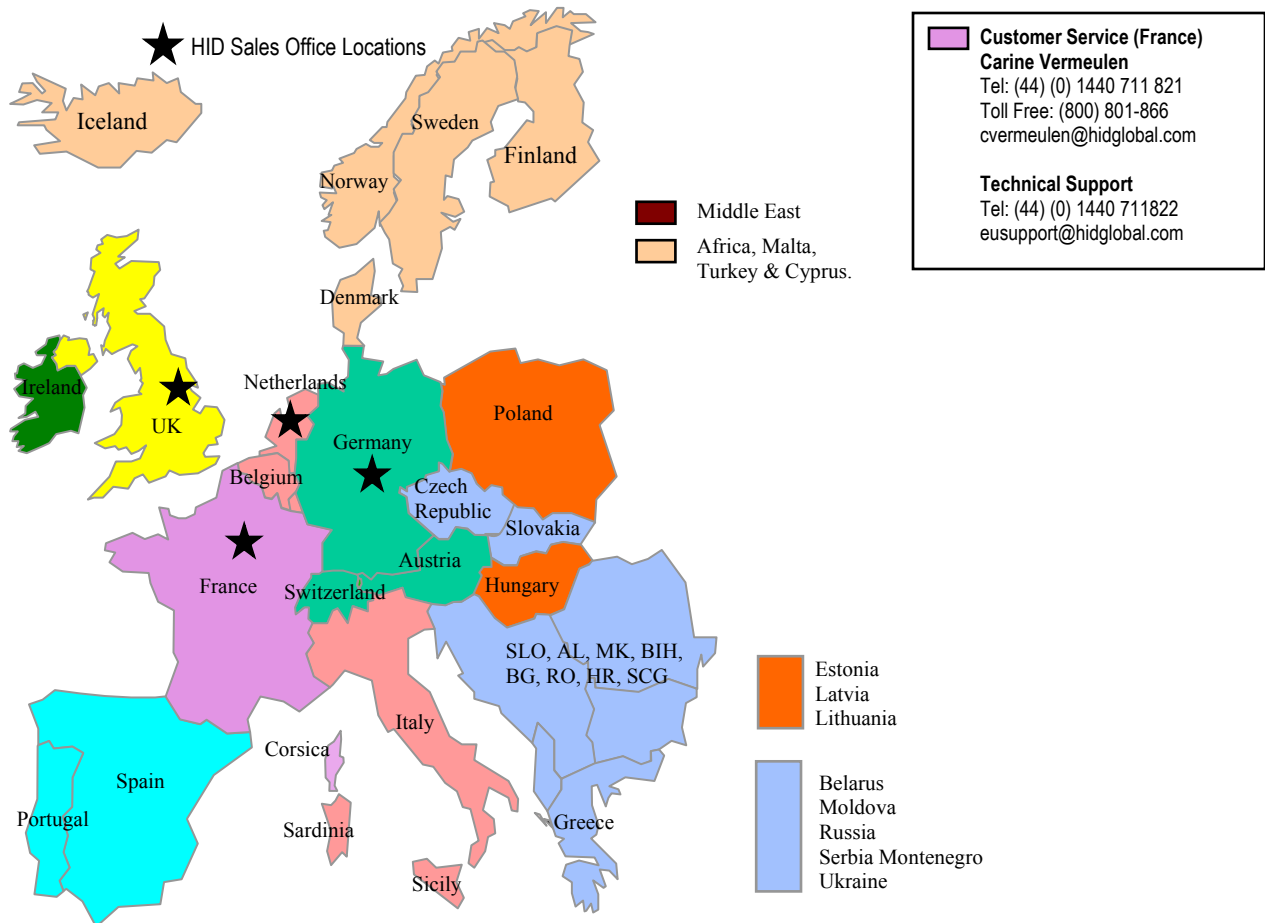 HID Sales Office Locations
Customer Service (France)
Carine Vermeulen
Tel: (44) (0) 1440 711 821
Toll Free: (800) 801-866
cvermeulen@hidglobal.com
Technical Support
Tel: (44) (0) 1440 711822
eusupport@hidglobal.com
Iceland
Sweden
Finland
Norway
Middle East
Africa, Malta,
Turkey & Cyprus.
Denmark
Ireland
UK
Netherlands
Poland
Germany
Belgium
Czech
Republic
Slovakia
Austria
France
Switzerland
Hungary
SLO, AL, MK, BIH,
BG, RO, HR, SCG
Estonia
Latvia
Lithuania
Italy
Corsica
Spain
Portugal
Sardinia
Greece
Sicily
Belarus
Moldova
Russia
Serbia Montenegro
Ukraine